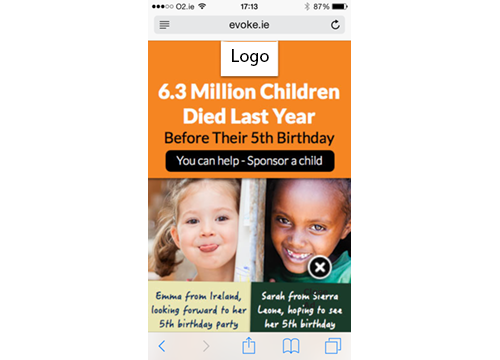 O2.ie 17:13 87%
evoke.ie
Logo
6.3 Million Children
Died Last Year
Before Their 5th Birthday
You can help - Sponsor a child
Emma from Ireland,
looking forward to her
5th birthday party
Sarah from Sierra
Leone, hoping to see
her 5th birthday